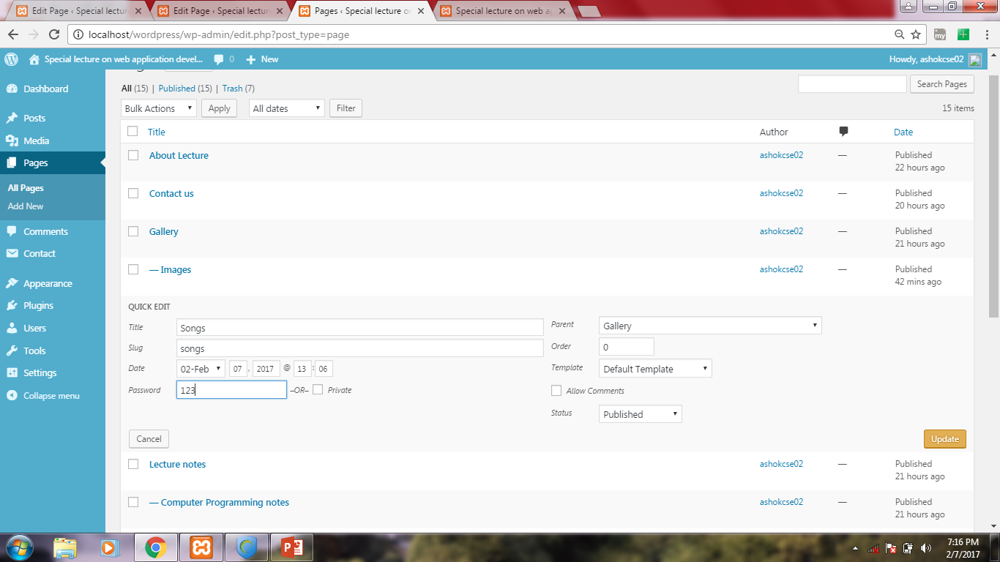 Edit Page ‹ Special lectur
Edit Page ‹ Special lectur
Pages ‹ Special lecture o
Special lecture on web a
localhost/wordpress/wp-admin/edit.php?post_type=page
my
Special lecture on web application devel... 0 New
Howdy, ashokcse02
Dashboard
Posts
Media
Pages
All Pages
Add New
Comments
Contact
Appearance
Plugins
Users
Tools
Settings
Collapse menu
All (15) | Published (15) | Trash (7)
Search Pages
Bulk Actions Apply All dates Filter
15 items
Title Author Date
About Lecture ashokcse02 — Published
22 hours ago
Contact us ashokcse02 — Published
20 hours ago
Gallery ashokcse02 — Published
21 hours ago
— Images ashokcse02 — Published
42 mins ago
QUICK EDIT
Title Songs
Slug songs
Date 02-Feb 07 , 2017 @ 13 : 06
Password 123 –OR– Private
Parent Gallery
Order 0
Template Default Template
Allow Comments
Status Published
Cancel Update
Lecture notes ashokcse02 — Published
21 hours ago
— Computer Programming notes ashokcse02 — Published
21 hours ago
7:16 PM
2/7/2017